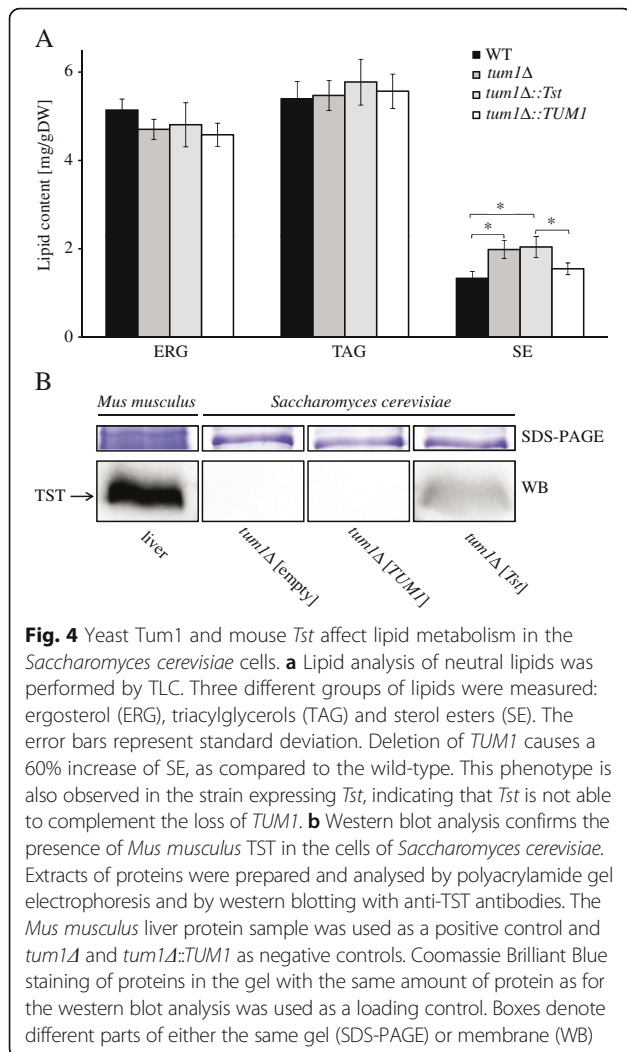 A
WT
tum1Δ
tum1Δ::Tst
tum1Δ::TUM1
Lipid content [mg/gDW]
6
4
2
0
* * *
ERG TAG SE
B
Mus musculus Saccharomyces cerevisiae
SDS-PAGE
TST → WB
liver
tum1Δ [empty]
tum1Δ [TUM1]
tum1Δ [Tst]
Fig. 4 Yeast Tum1 and mouse Tst affect lipid metabolism in the
Saccharomyces cerevisiae cells. a Lipid analysis of neutral lipids was
performed by TLC. Three different groups of lipids were measured:
ergosterol (ERG), triacylglycerols (TAG) and sterol esters (SE). The
error bars represent standard deviation. Deletion of TUM1 causes a
60% increase of SE, as compared to the wild-type. This phenotype is
also observed in the strain expressing Tst, indicating that Tst is not able
to complement the loss of TUM1. b Western blot analysis confirms the
presence of Mus musculus TST in the cells of Saccharomyces cerevisiae.
Extracts of proteins were prepared and analysed by polyacrylamide gel
electrophoresis and by western blotting with anti-TST antibodies. The
Mus musculus liver protein sample was used as a positive control and
tum1Δ and tum1Δ::TUM1 as negative controls. Coomassie Brilliant Blue
staining of proteins in the gel with the same amount of protein as for
the western blot analysis was used as a loading control. Boxes denote
different parts of either the same gel (SDS-PAGE) or membrane (WB)